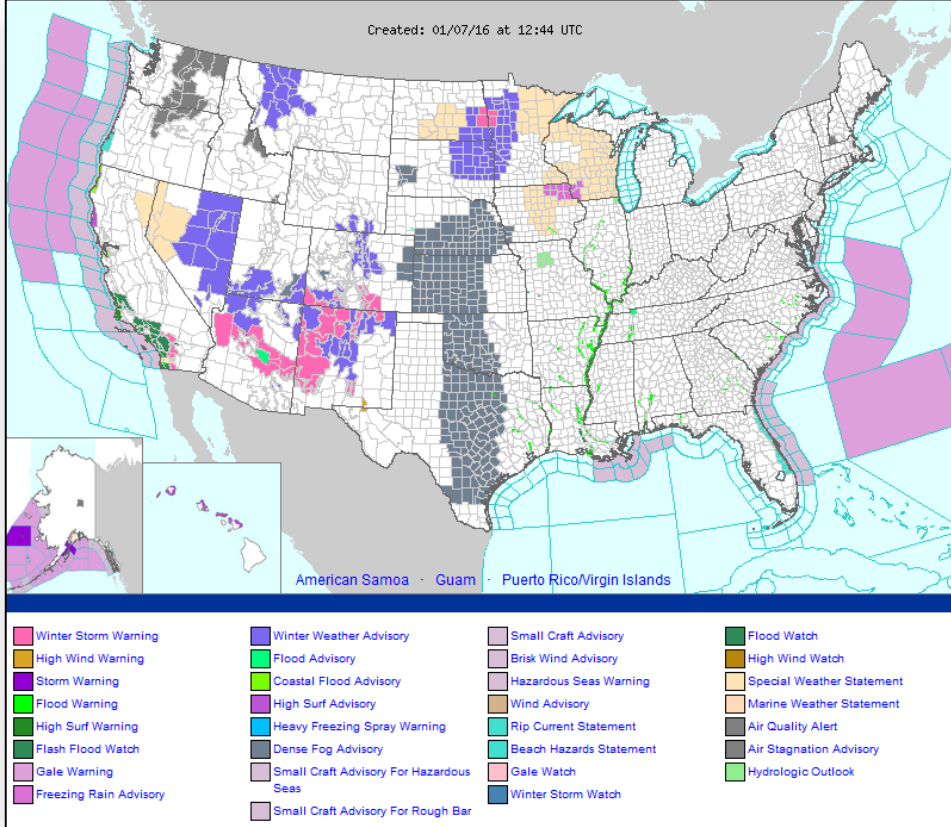 Created: 01/07/16 at 12:44 UTC
American Samoa · Guam · Puerto Rico/Virgin Islands
Winter Storm Warning
High Wind Warning
Storm Warning
Flood Warning
High Surf Warning
Flash Flood Watch
Gale Warning
Freezing Rain Advisory
Winter Weather Advisory
Flood Advisory
Coastal Flood Advisory
High Surf Advisory
Heavy Freezing Spray Warning
Dense Fog Advisory
Small Craft Advisory For Hazardous
Seas
Small Craft Advisory For Rough Bar
Small Craft Advisory
Brisk Wind Advisory
Hazardous Seas Warning
Wind Advisory
Rip Current Statement
Beach Hazards Statement
Gale Watch
Winter Storm Watch
Flood Watch
High Wind Watch
Special Weather Statement
Marine Weather Statement
Air Quality Alert
Air Stagnation Advisory
Hydrologic Outlook